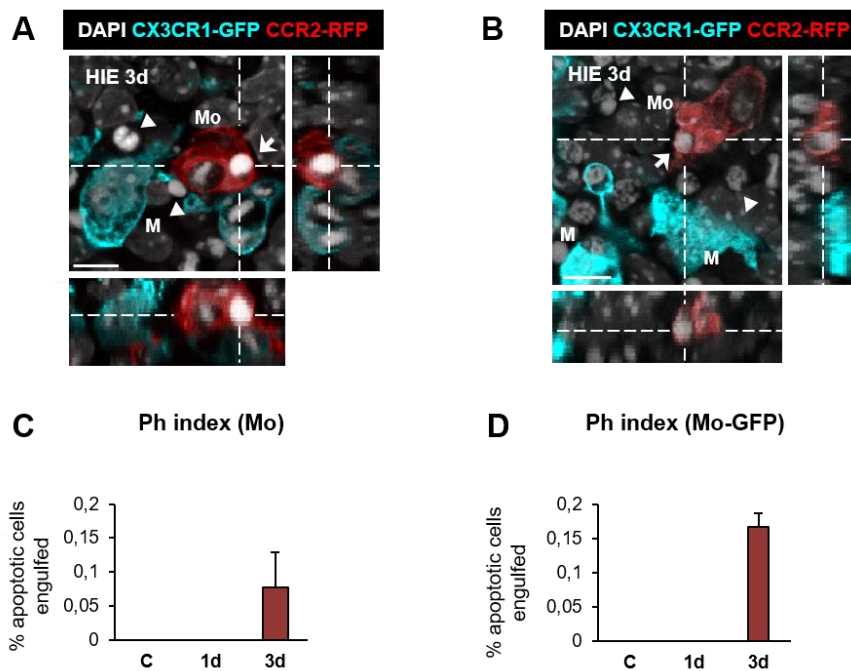 A
DAPI CX3CR1-GFP CCR2-RFP
HIE 3d
Mo
M
B
DAPI CX3CR1-GFP CCR2-RFP
HIE 3d
Mo
M
M
C
Ph index (Mo)
% apoptotic cells
engulfed
0,2
0,15
0,1
0,05
0
C 1d 3d
D
Ph index (Mo-GFP)
% apoptotic cells
engulfed
0,2
0,15
0,1
0,05
0
C 1d 3d